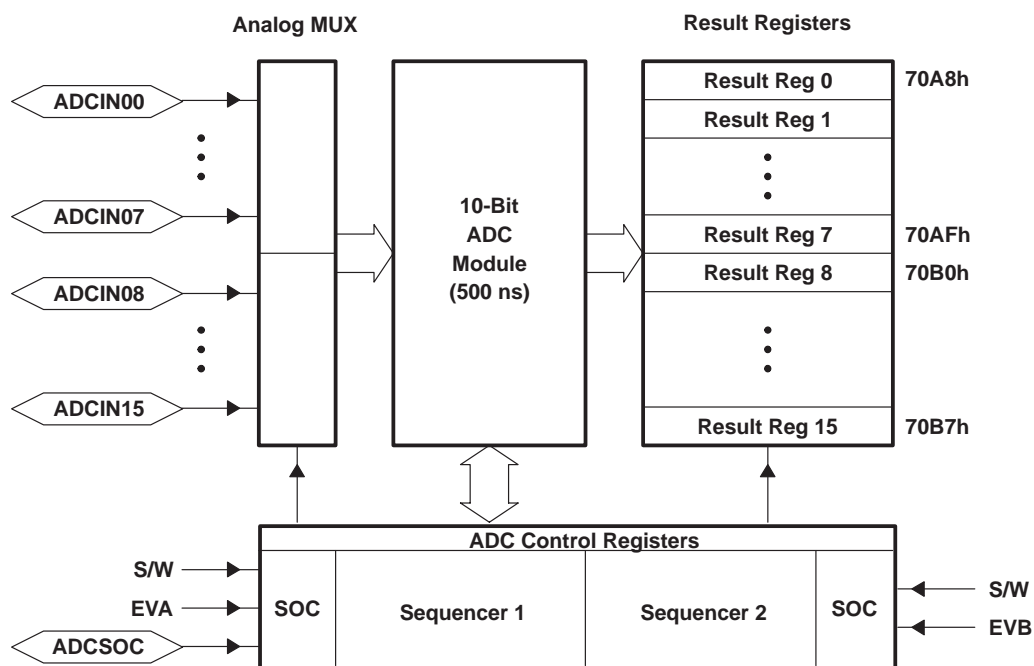 Analog MUX
Result Registers
ADCIN00
ADCIN07
ADCIN08
ADCIN15
10-Bit
ADC
Module
(500 ns)
Result Reg 0
70A8h
Result Reg 1
Result Reg 7
70AFh
Result Reg 8
70B0h
Result Reg 15
70B7h
ADC Control Registers
S/W
EVA
ADCSOC
SOC
Sequencer 1
Sequencer 2
SOC
S/W
EVB